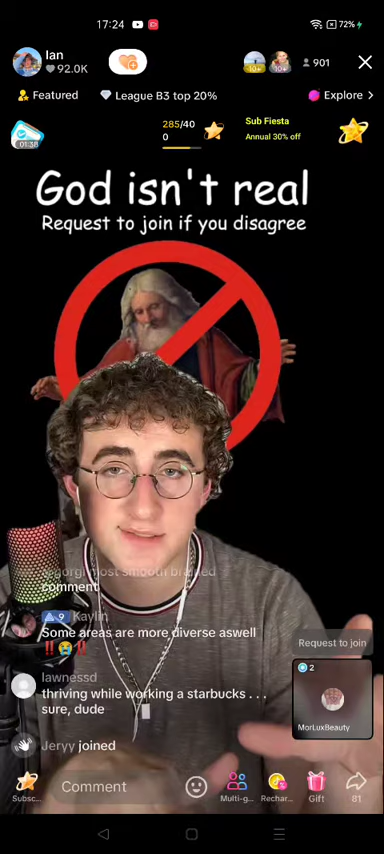 17:24
72%
Ian
92.0K
10+
10+
901
Featured
League B3 top 20%
Explore >
01:38
285/40
0
Sub Fiesta
Annual 30% off
God isn't real
Request to join if you disagree
most smooth brained
comment
9 Kaylin
Some areas are more diverse aswell
‼️😭‼️
lawnessd
thriving while working a starbucks . . .
sure, dude
Jeryy joined
Request to join
2
MorLuxBeauty
Comment
Subsc...
Multi-g...
Rechar...
Gift
81